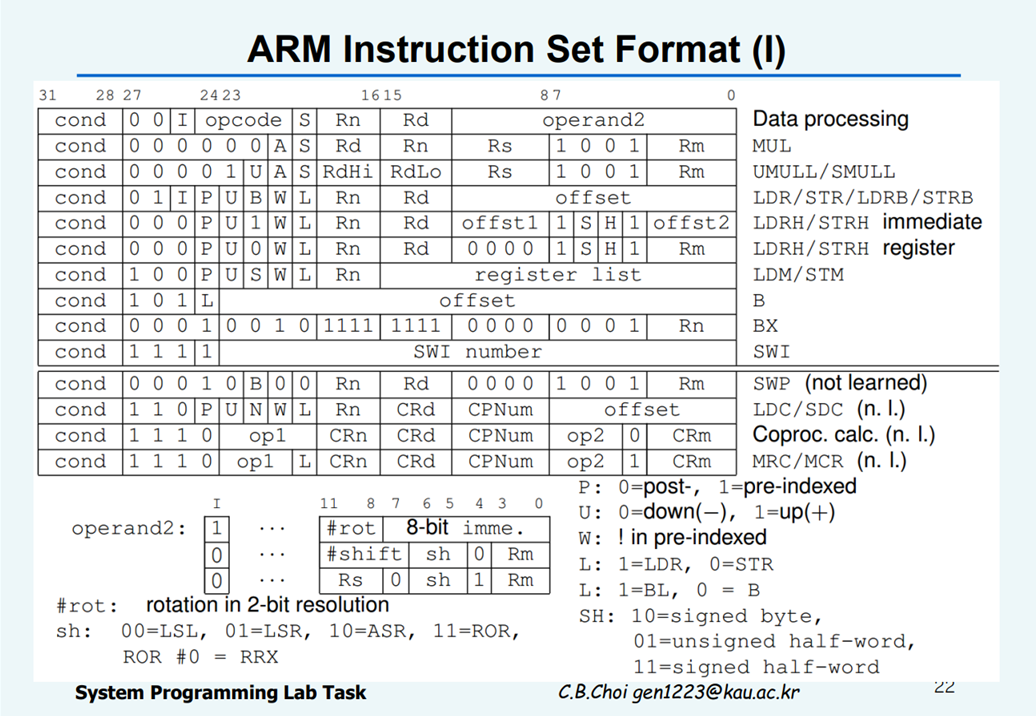 ARM Instruction Set Format (I)
31 28 27 24 23 16 15 8 7 0
cond 0 0 I opcode S Rn Rd operand2 Data processing
cond 0 0 0 0 0 0 A S Rd Rn Rs 1 0 0 1 Rm MUL
cond 0 0 0 0 1 U A S RdHi RdLo Rs 1 0 0 1 Rm UMULL/SMULL
cond 0 1 I P U B W L Rn Rd offset LDR/STR/LDRB/STRB
cond 0 0 0 P U 1 W L Rn Rd offst1 1 S H 1 offst2 LDRH/STRH immediate
cond 0 0 0 P U 0 W L Rn Rd 0000 1 S H 1 Rm LDRH/STRH register
cond 1 0 0 P U S W L Rn register list LDM/STM
cond 1 0 1 L offset B
cond 0 0 0 1 0 0 1 0 1111 1111 0000 0 0 0 1 Rn BX
cond 1 1 1 1 SWI number SWI
cond 0 0 0 1 0 B 0 0 Rn Rd 0000 1 0 0 1 Rm SWP (not learned)
cond 1 1 0 P U N W L Rn CRd CPNum offset LDC/SDC (n. l.)
cond 1 1 1 0 op1 CRn CRd CPNum op2 0 CRm Coproc. calc. (n. l.)
cond 1 1 1 0 op1 L CRn CRd CPNum op2 1 CRm MRC/MCR (n. l.)
I 11 8 7 6 5 4 3 0
operand2: 1 ... #rot 8-bit imme.
0 ... #shift sh 0 Rm
0 ... Rs 0 sh 1 Rm
#rot: rotation in 2-bit resolution
sh: 00=LSL, 01=LSR, 10=ASR, 11=ROR,
ROR #0 = RRX
P: 0=post-, 1=pre-indexed
U: 0=down(−), 1=up(+)
W: ! in pre-indexed
L: 1=LDR, 0=STR
L: 1=BL, 0 = B
SH: 10=signed byte,
01=unsigned half-word,
11=signed half-word
System Programming Lab Task
C.B.Choi gen1223@kau.ac.kr
22